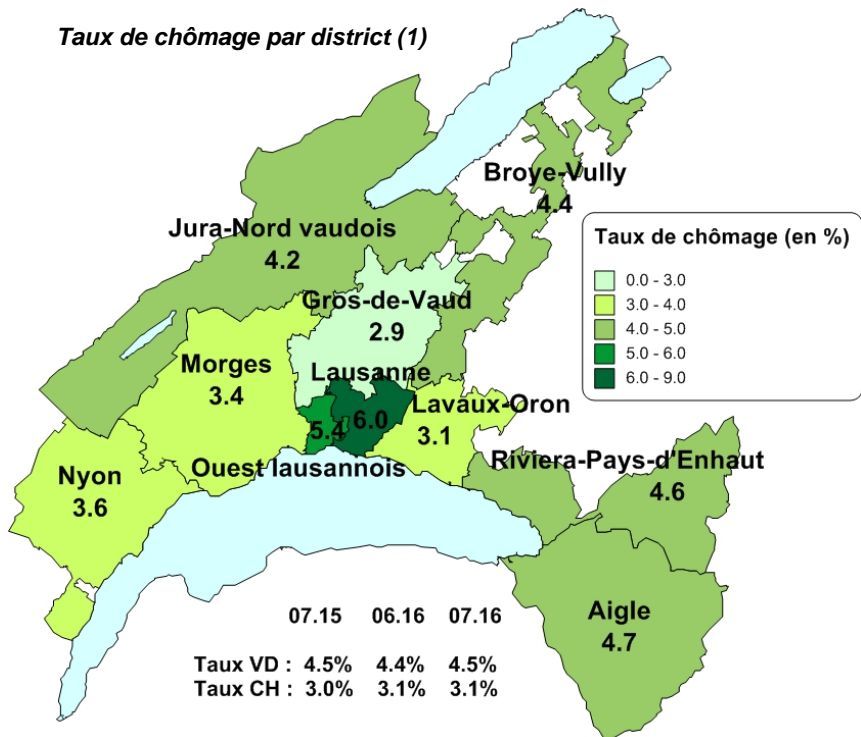 Taux de chômage par district (1)
Broye-Vully
4.4
Jura-Nord vaudois
4.2
Taux de chômage (en %)
0.0 - 3.0
3.0 - 4.0
4.0 - 5.0
5.0 - 6.0
6.0 - 9.0
Gros-de-Vaud
2.9
Morges
3.4
Lausanne
6.0
5.4
Lavaux-Oron
3.1
Ouest lausannois
Riviera-Pays-d'Enhaut
4.6
Nyon
3.6
Aigle
4.7
07.15 06.16 07.16
Taux VD : 4.5% 4.4% 4.5%
Taux CH : 3.0% 3.1% 3.1%